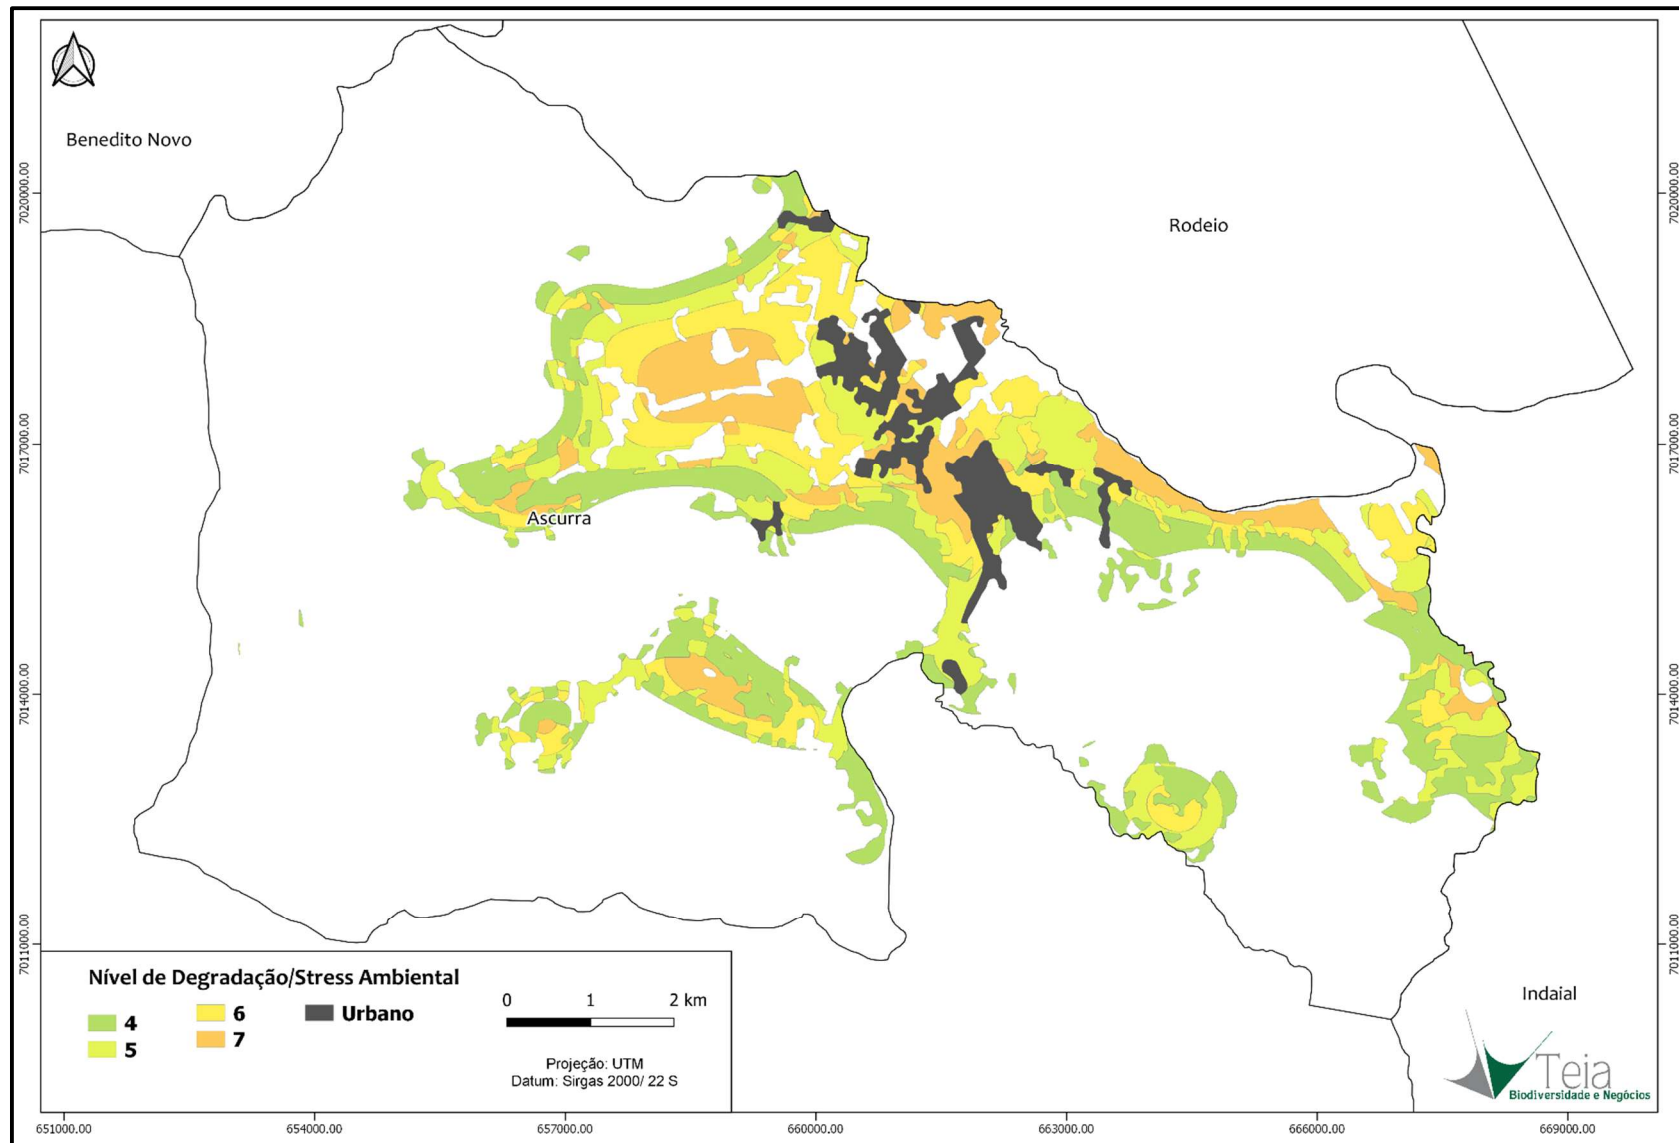 Benedito Novo
Rodeio
Ascurra
Indaial
7020000.00
7017000.00
7014000.00
7011000.00
7020000.00
7017000.00
7014000.00
7011000.00
Nível de Degradação/Stress Ambiental
4
5
6
7
Urbano
0 1 2 km
Projeção: UTM
Datum: Sirgas 2000/ 22 S
Teia
Biodiversidade e Negócios
651000.00 654000.00 657000.00 660000.00 663000.00 666000.00 669000.00